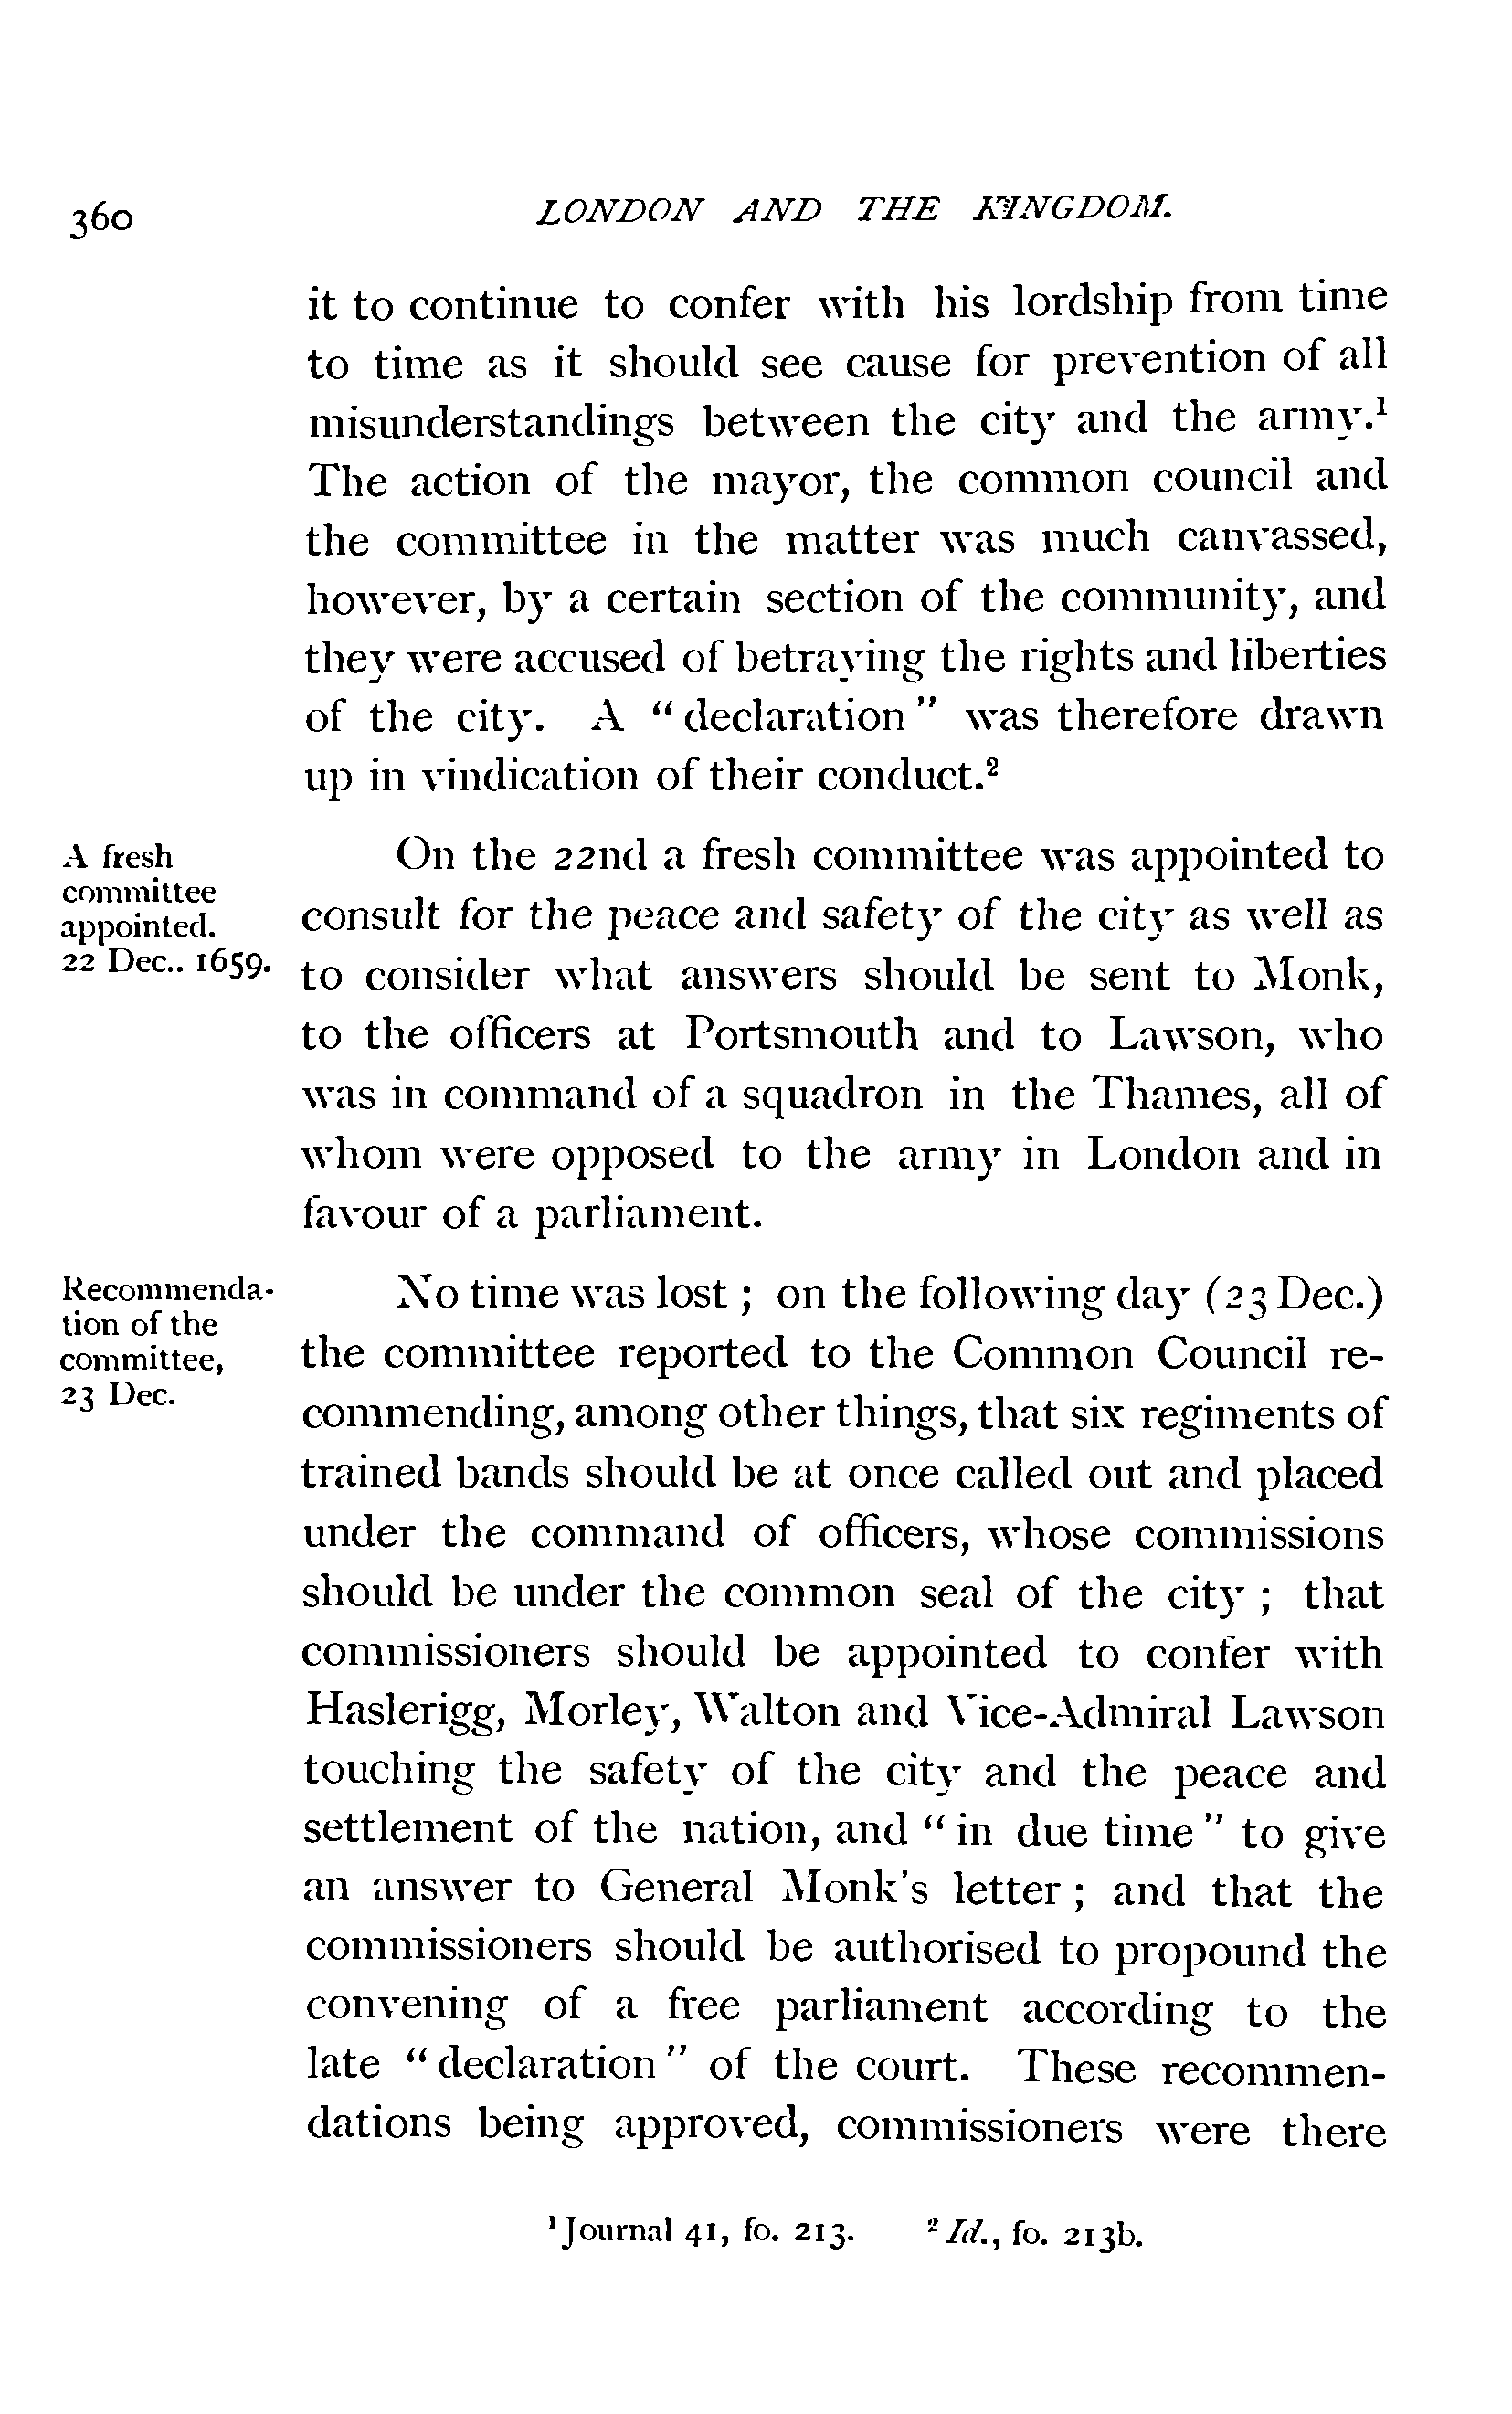 360 LONDON AND THE KINGDOM.
it to continue to confer with his lordship from time
to time as it should see cause for prevention of all
misunderstandings between the city and the army.¹
The action of the mayor, the common council and
the committee in the matter was much canvassed,
however, by a certain section of the community, and
they were accused of betraying the rights and liberties
of the city. A “declaration” was therefore drawn
up in vindication of their conduct.²
A fresh
committee
appointed.
22 Dec.. 1659.
On the 22nd a fresh committee was appointed to
consult for the peace and safety of the city as well as
to consider what answers should be sent to Monk,
to the officers at Portsmouth and to Lawson, who
was in command of a squadron in the Thames, all of
whom were opposed to the army in London and in
favour of a parliament.
Recommenda-
tion of the
committee,
23 Dec.
No time was lost; on the following day (23 Dec.)
the committee reported to the Common Council re-
commending, among other things, that six regiments of
trained bands should be at once called out and placed
under the command of officers, whose commissions
should be under the common seal of the city; that
commissioners should be appointed to confer with
Haslerigg, Morley, Walton and Vice-Admiral Lawson
touching the safety of the city and the peace and
settlement of the nation, and “in due time” to give
an answer to General Monk's letter; and that the
commissioners should be authorised to propound the
convening of a free parliament according to the
late “declaration” of the court. These recommen-
dations being approved, commissioners were there
¹ Journal 41, fo. 213. ² Id., fo. 213b.